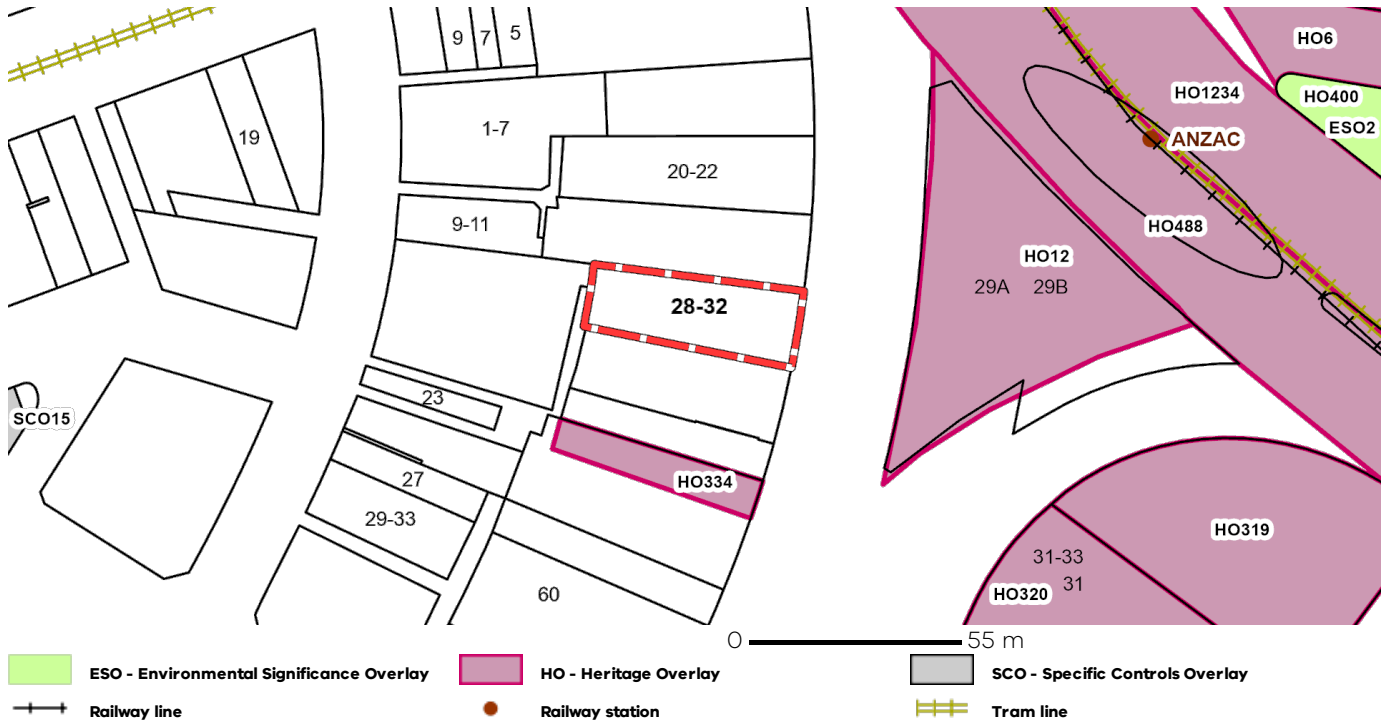 9 7 5
HO6
HO1234
HO400
ESO2
ANZAC
1-7
19
20-22
9-11
HO488
HO12
29A 29B
28-32
23
SCO15
HO334
27
29-33
HO319
31-33
31
HO320
60
0 55 m
ESO - Environmental Significance Overlay
HO - Heritage Overlay
SCO - Specific Controls Overlay
Railway line
Railway station
Tram line